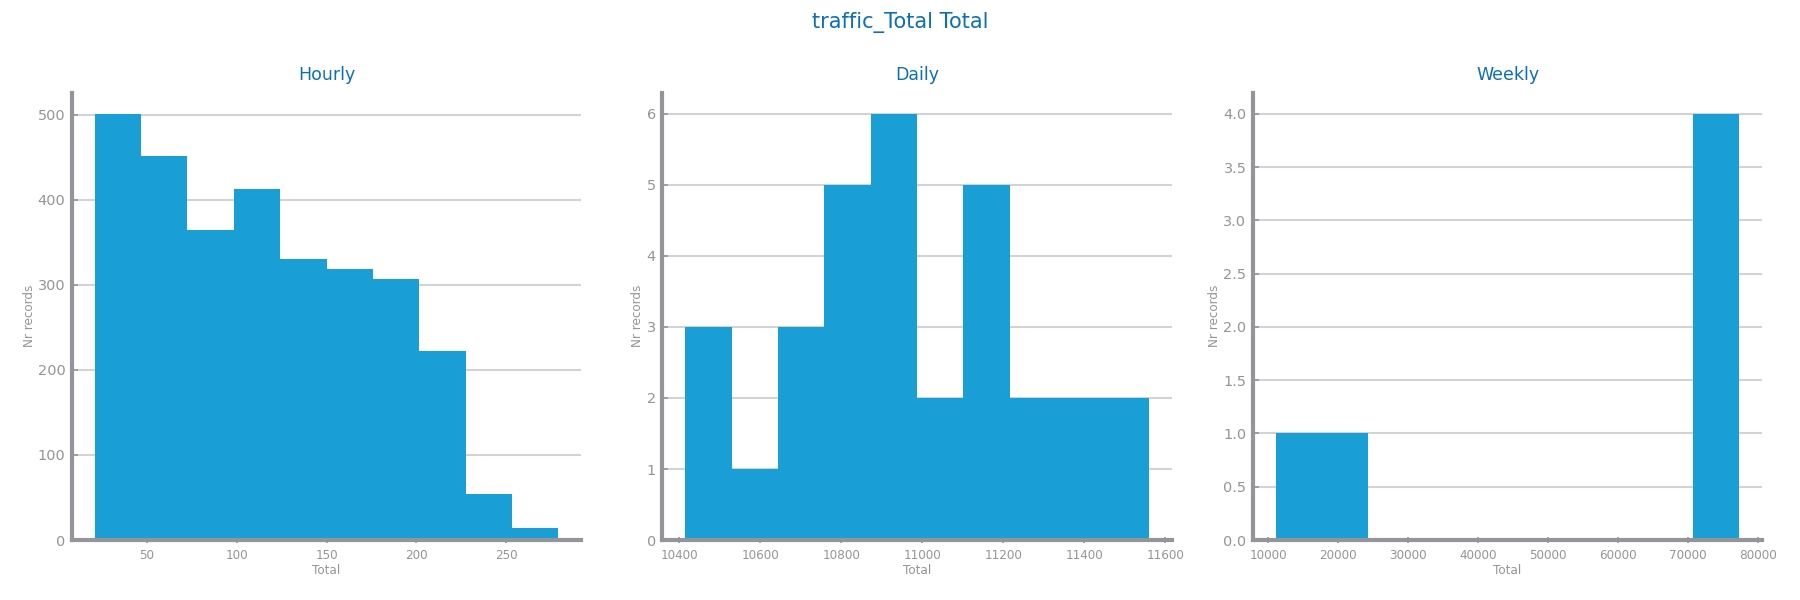 traffic_Total Total
Hourly
500
400
300
200
100
0
Nr records
50 100 150 200 250
Total
Daily
6
5
4
3
2
1
0
Nr records
10400 10600 10800 11000 11200 11400 11600
Total
Weekly
4.0
3.5
3.0
2.5
2.0
1.5
1.0
0.5
0.0
Nr records
10000 20000 30000 40000 50000 60000 70000 80000
Total